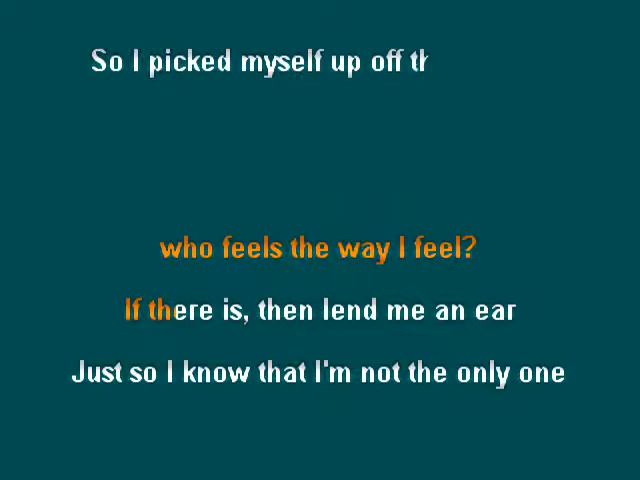 So I picked myself up off
who feels the way I feel?
If there is, then lend me an ear
Just so I know that I'm not the only one